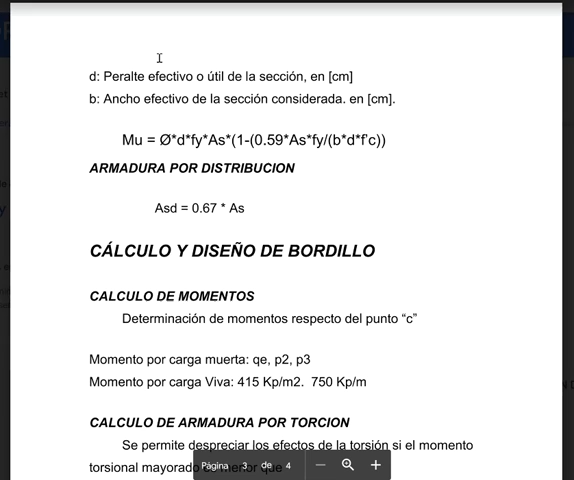 d: Peralte efectivo o útil de la sección, en [cm]
b: Ancho efectivo de la sección considerada. en [cm].
Mu = Ø*d*fy*As*(1-(0.59*As*fy/(b*d*f'c))
ARMADURA POR DISTRIBUCION
Asd = 0.67 * As
CÁLCULO Y DISEÑO DE BORDILLO
CALCULO DE MOMENTOS
Determinación de momentos respecto del punto “c”
Momento por carga muerta: qe, p2, p3
Momento por carga Viva: 415 Kp/m2. 750 Kp/m
CALCULO DE ARMADURA POR TORCION
Se permite despreciar los efectos de la torsión si el momento
torsional mayorado es menor que
Página 3 de 4